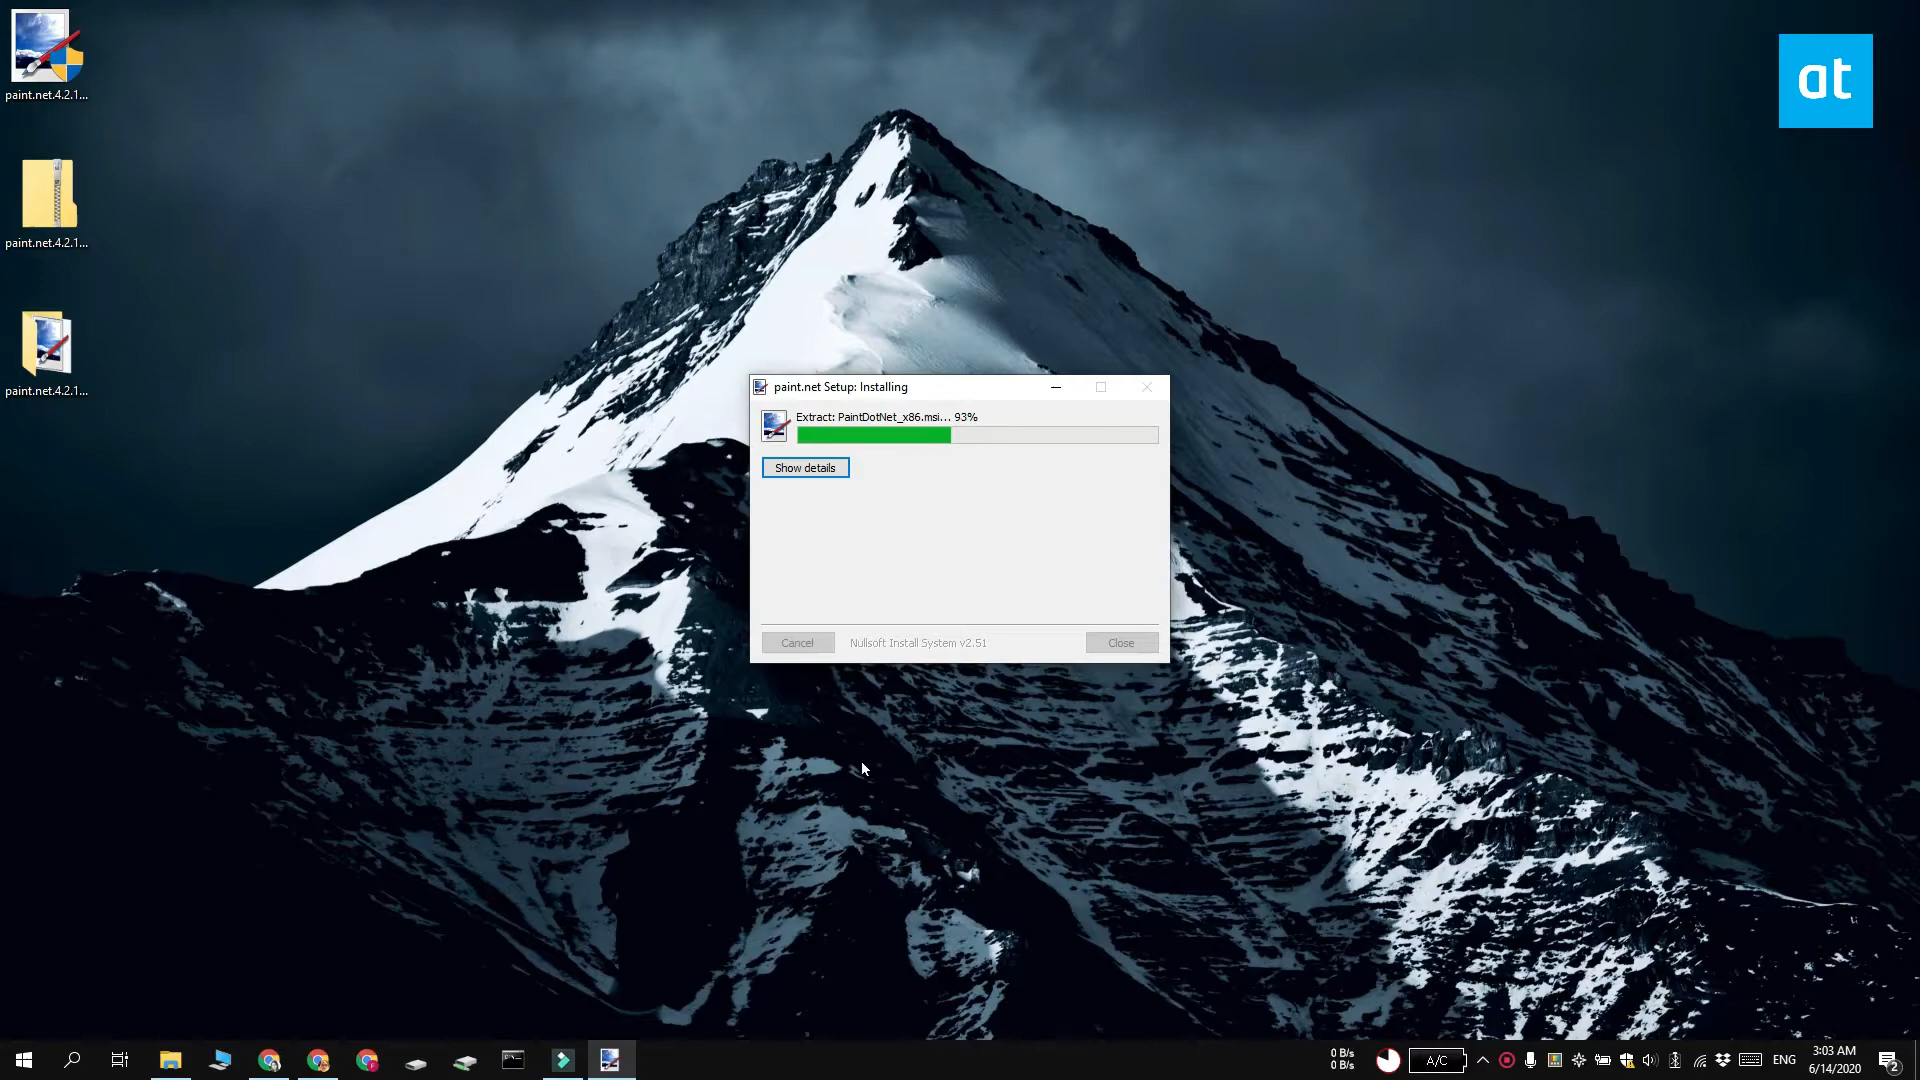 paint.net.4.2.1...
at
paint.net.4.2.1...
paint.net.4.2.1...
paint.net Setup: Installing
Extract: PaintDotNet_x86.msi... 93%
Show details
Cancel
Nullsoft Install System v2.51
Close
0 B/s
0 B/s
A/C
ENG
3:03 AM
6/14/2020
2